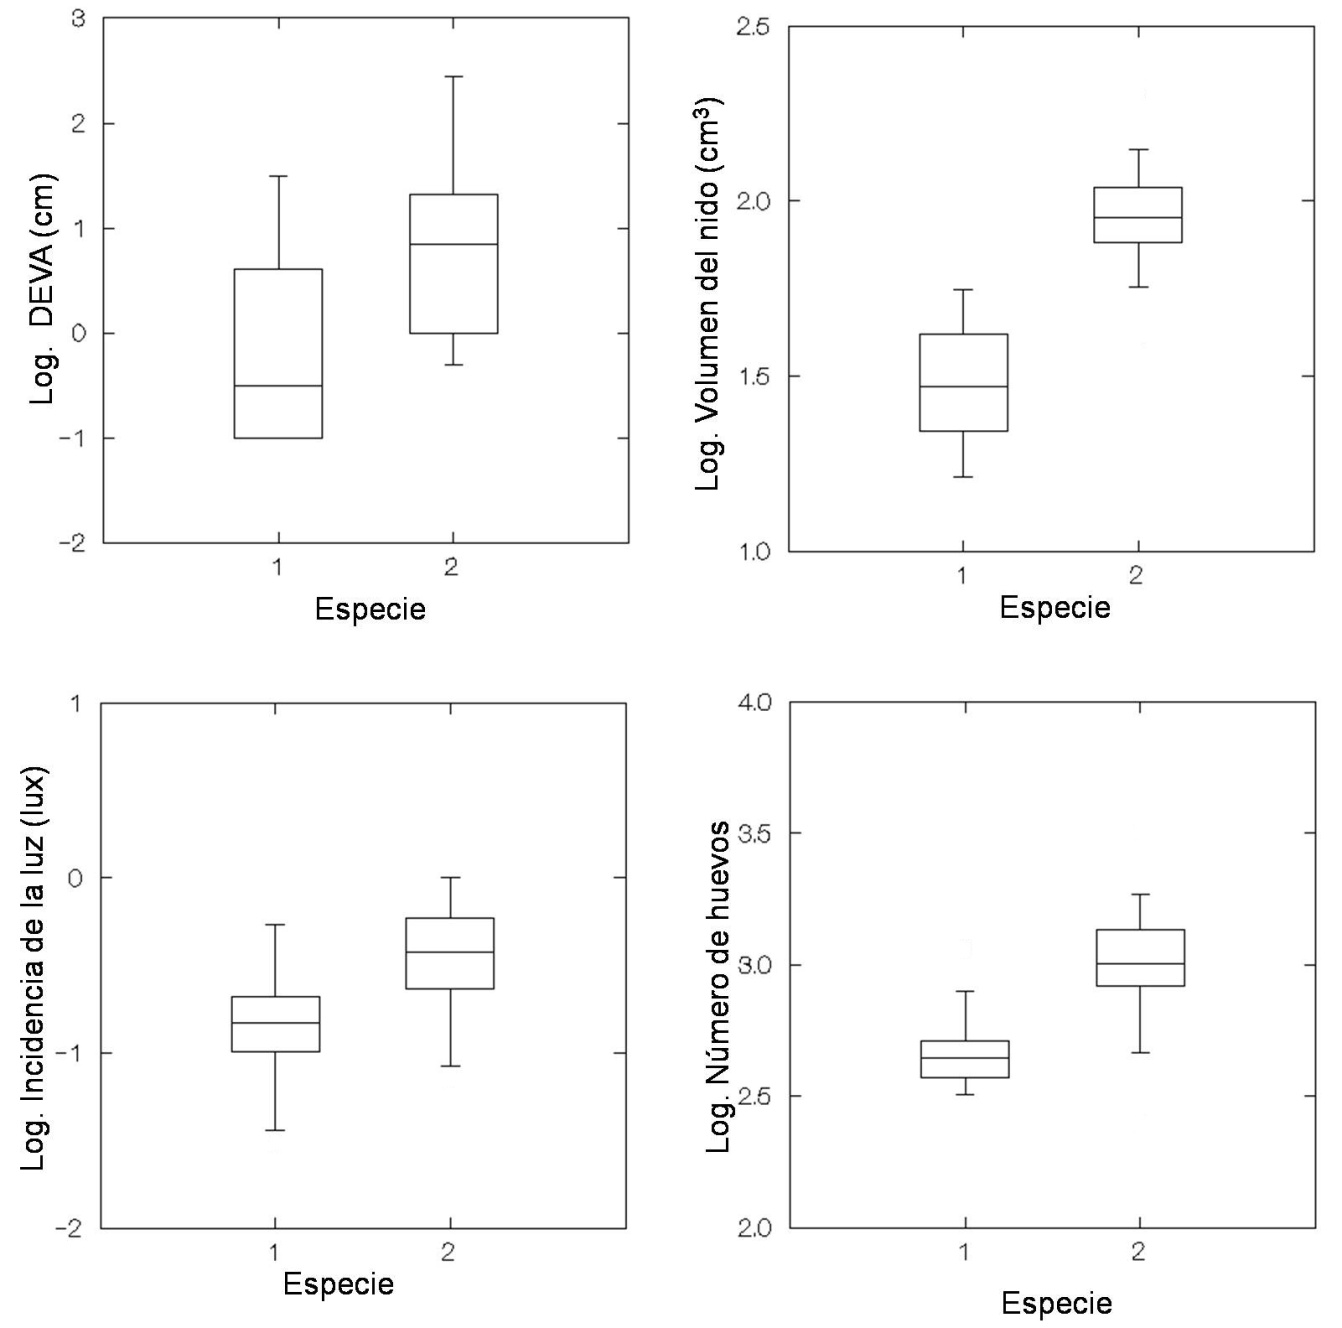 3
2
1
0
−1
−2
Log. DEVA (cm)
1 2
Especie
2.5
2.0
1.5
1.0
Log. Volumen del nido (cm³)
1 2
Especie
1
0
−1
−2
Log. Incidencia de la luz (lux)
1 2
Especie
4.0
3.5
3.0
2.5
2.0
Log. Número de huevos
1 2
Especie